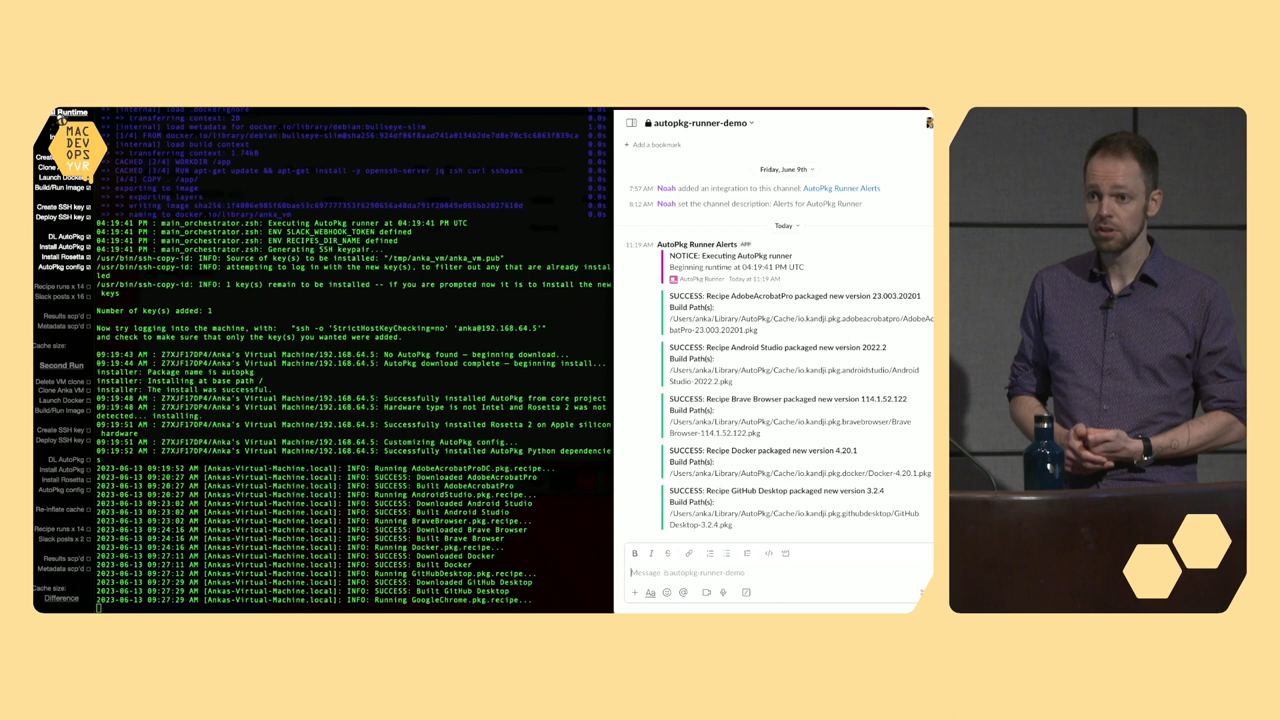 Runtime
MAC
DEV
OPS
YVR
Launch Docker
Build/Run Image
Create SSH key
Deploy SSH key
DL AutoPkg
Install AutoPkg
Install Rosetta
AutoPkg config
Recipe runs x 14
Slack posts x 16
Results scp'd
Metadata scp'd
Cache size:
Second Run
Delete VM clone
Clone Anka VM
Launch Docker
Build/Run Image
Create SSH key
Deploy SSH key
DL AutoPkg
Install AutoPkg
Install Rosetta
AutoPkg config
Re-inflate cache
Recipe runs x 14
Slack posts x 2
Results scp'd
Metadata scp'd
Cache size:
Difference
=> [internal] load .dockerignore 0.0s
=> => transferring context: 2B 0.0s
=> [internal] load metadata for docker.io/library/debian:bullseye-slim 0.0s
=> [internal] load build context 0.0s
=> => transferring context: 1.74kB 0.0s
=> CACHED [2/4] WORKDIR /app 0.0s
=> CACHED [3/4] RUN apt-get update && apt-get install -y openssh-server jq zsh curl sshpass 0.0s
=> [4/4] COPY . /app/ 0.0s
=> exporting to image 0.0s
=> => exporting layers 0.0s
=> => naming to docker.io/library/anka_vm 0.0s
04:19:41 PM : main_orchestrator.zsh: Executing AutoPkg runner at 04:19:41 PM UTC
04:19:41 PM : main_orchestrator.zsh: ENV SLACK_WEBHOOK_TOKEN defined
04:19:41 PM : main_orchestrator.zsh: ENV RECIPES_DIR_NAME defined
04:19:41 PM : main_orchestrator.zsh: Generating SSH keypair...
/usr/bin/ssh-copy-id: INFO: Source of key(s) to be installed: "/tmp/anka_vm/anka_vm.pub"
/usr/bin/ssh-copy-id: INFO: attempting to log in with the new key(s), to filter out any that are already instal
led
/usr/bin/ssh-copy-id: INFO: 1 key(s) remain to be installed -- if you are prompted now it is to install the new
keys
Number of key(s) added: 1
Now try logging into the machine, with: "ssh -o 'StrictHostKeyChecking=no' 'anka@192.168.64.5'"
and check to make sure that only the key(s) you wanted were added.
09:19:43 AM : Z7XJF17DP4/Anka's Virtual Machine/192.168.64.5: No AutoPkg found — beginning download...
09:19:44 AM : Z7XJF17DP4/Anka's Virtual Machine/192.168.64.5: AutoPkg download complete — beginning install...
installer: Package name is autopkg
installer: Installing at base path /
installer: The install was successful.
09:19:48 AM : Z7XJF17DP4/Anka's Virtual Machine/192.168.64.5: Successfully installed AutoPkg from core project
09:19:48 AM : Z7XJF17DP4/Anka's Virtual Machine/192.168.64.5: Hardware type is not Intel and Rosetta 2 was not
detected... installing.
09:19:51 AM : Z7XJF17DP4/Anka's Virtual Machine/192.168.64.5: Successfully installed Rosetta 2 on Apple silicon
hardware
09:19:51 AM : Z7XJF17DP4/Anka's Virtual Machine/192.168.64.5: Customizing AutoPkg config...
09:19:52 AM : Z7XJF17DP4/Anka's Virtual Machine/192.168.64.5: Successfully installed AutoPkg Python dependencie
s
2023-06-13 09:19:52 AM [Ankas-Virtual-Machine.local]: INFO: Running AdobeAcrobatProDC.pkg.recipe...
2023-06-13 09:20:27 AM [Ankas-Virtual-Machine.local]: INFO: SUCCESS: Downloaded AdobeAcrobatPro
2023-06-13 09:20:27 AM [Ankas-Virtual-Machine.local]: INFO: SUCCESS: Built AdobeAcrobatPro
2023-06-13 09:20:27 AM [Ankas-Virtual-Machine.local]: INFO: Running AndroidStudio.pkg.recipe...
2023-06-13 09:23:02 AM [Ankas-Virtual-Machine.local]: INFO: SUCCESS: Downloaded Android Studio
2023-06-13 09:23:02 AM [Ankas-Virtual-Machine.local]: INFO: SUCCESS: Built Android Studio
2023-06-13 09:23:02 AM [Ankas-Virtual-Machine.local]: INFO: Running BraveBrowser.pkg.recipe...
2023-06-13 09:24:16 AM [Ankas-Virtual-Machine.local]: INFO: SUCCESS: Downloaded Brave Browser
2023-06-13 09:24:16 AM [Ankas-Virtual-Machine.local]: INFO: SUCCESS: Built Brave Browser
2023-06-13 09:24:16 AM [Ankas-Virtual-Machine.local]: INFO: Running Docker.pkg.recipe...
2023-06-13 09:27:11 AM [Ankas-Virtual-Machine.local]: INFO: SUCCESS: Downloaded Docker
2023-06-13 09:27:11 AM [Ankas-Virtual-Machine.local]: INFO: SUCCESS: Built Docker
2023-06-13 09:27:12 AM [Ankas-Virtual-Machine.local]: INFO: Running GitHubDesktop.pkg.recipe...
2023-06-13 09:27:29 AM [Ankas-Virtual-Machine.local]: INFO: SUCCESS: Downloaded GitHub Desktop
2023-06-13 09:27:29 AM [Ankas-Virtual-Machine.local]: INFO: SUCCESS: Built GitHub Desktop
2023-06-13 09:27:29 AM [Ankas-Virtual-Machine.local]: INFO: Running GoogleChrome.pkg.recipe...
autopkg-runner-demo
+ Add a bookmark
Friday, June 9th
7:57 AM Noah added an integration to this channel: AutoPkg Runner Alerts
8:12 AM Noah set the channel description: Alerts for AutoPkg Runner
Today
11:19 AM AutoPkg Runner Alerts APP
NOTICE: Executing AutoPkg runner
Beginning runtime at 04:19:41 PM UTC
AutoPkg Runner Today at 11:19 AM
SUCCESS: Recipe AdobeAcrobatPro packaged new version 23.003.20201
Build Path(s):
/Users/anka/Library/AutoPkg/Cache/io.kandji.pkg.adobeacrobatpro/AdobeAc
batPro-23.003.20201.pkg
SUCCESS: Recipe Android Studio packaged new version 2022.2
Build Path(s):
/Users/anka/Library/AutoPkg/Cache/io.kandji.pkg.androidstudio/Android
Studio-2022.2.pkg
SUCCESS: Recipe Brave Browser packaged new version 114.1.52.122
Build Path(s):
/Users/anka/Library/AutoPkg/Cache/io.kandji.pkg.bravebrowser/Brave
Browser-114.1.52.122.pkg
SUCCESS: Recipe Docker packaged new version 4.20.1
Build Path(s):
/Users/anka/Library/AutoPkg/Cache/io.kandji.pkg.docker/Docker-4.20.1.pkg
SUCCESS: Recipe GitHub Desktop packaged new version 3.2.4
Build Path(s):
/Users/anka/Library/AutoPkg/Cache/io.kandji.pkg.githubdesktop/GitHub
Desktop-3.2.4.pkg
Message autopkg-runner-demo
Aa